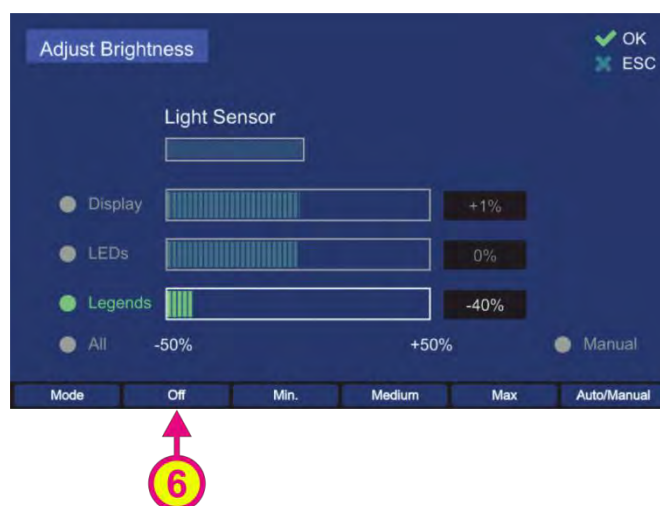 Adjust Brightness
OK
ESC
Light Sensor
Display +1%
LEDs 0%
Legends -40%
All -50% +50% Manual
Mode Off Min. Medium Max Auto/Manual
6